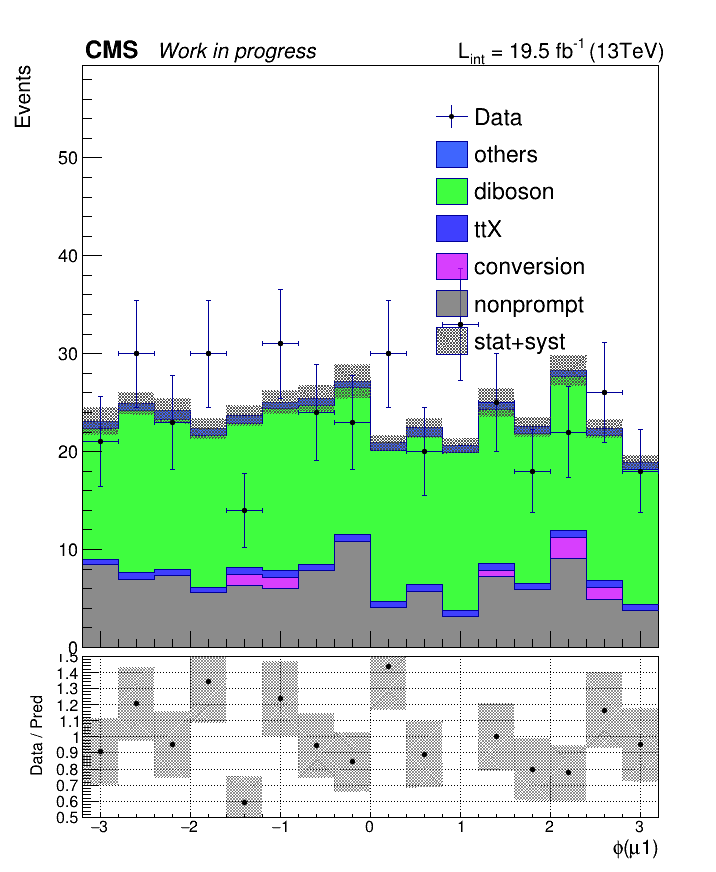 CMS Work in progress L_int = 19.5 fb⁻¹ (13TeV)
Events
50
40
30
20
10
0
Data
others
diboson
ttX
conversion
nonprompt
stat+syst
Data / Pred
1.5
1.4
1.3
1.2
1.1
1
0.9
0.8
0.7
0.6
0.5
−3 −2 −1 0 1 2 3
ϕ(μ1)